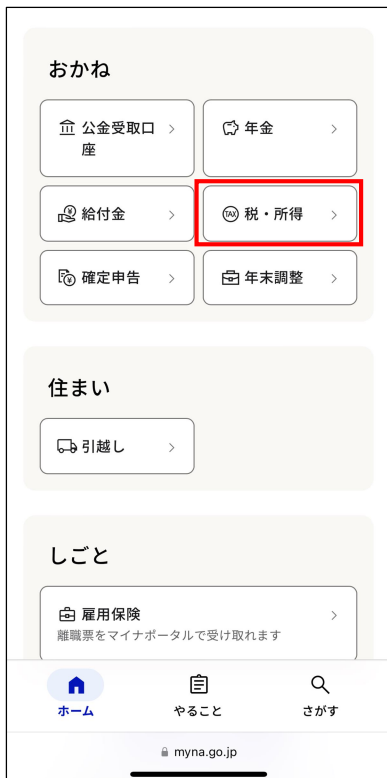 おかね
公金受取口
座
年金
給付金
税・所得
確定申告
年末調整
住まい
引越し
しごと
雇用保険
離職票をマイナポータルで受け取れます
ホーム
やること
さがす
myna.go.jp